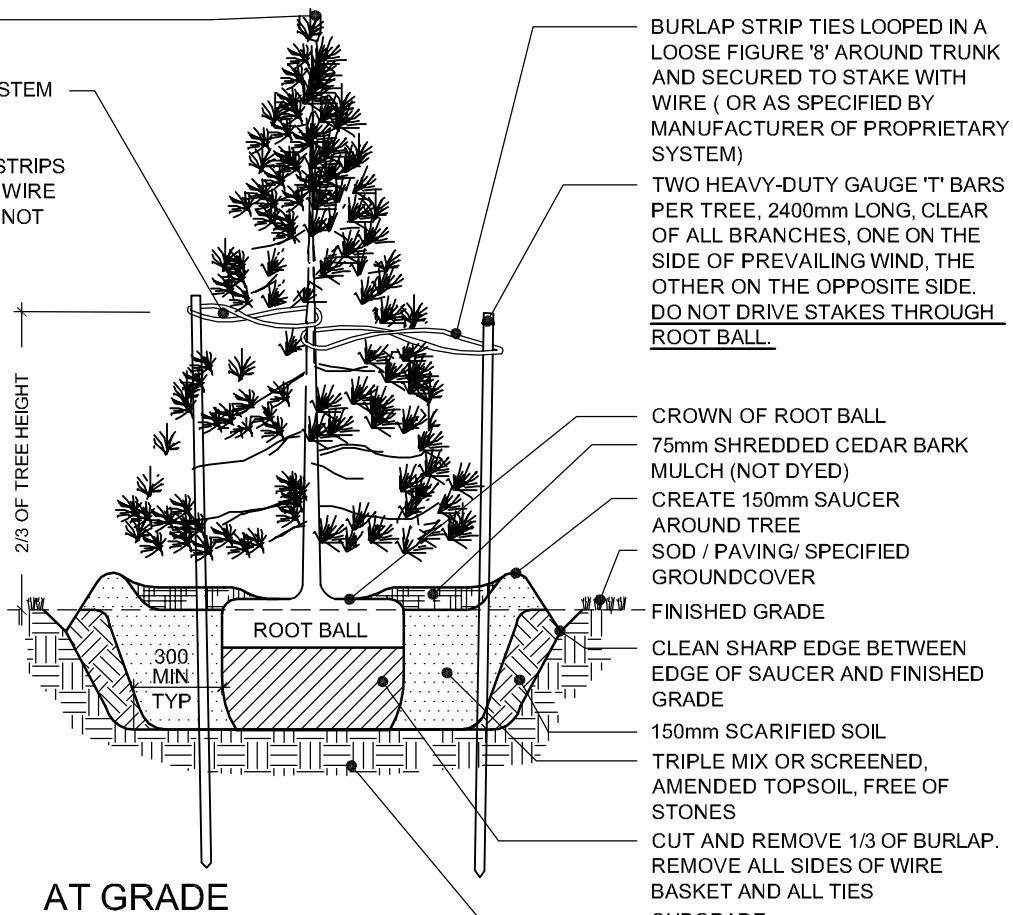 STEM
STRIPS
WIRE
NOT
2/3 OF TREE HEIGHT
BURLAP STRIP TIES LOOPED IN A
LOOSE FIGURE '8' AROUND TRUNK
AND SECURED TO STAKE WITH
WIRE ( OR AS SPECIFIED BY
MANUFACTURER OF PROPRIETARY
SYSTEM)
TWO HEAVY-DUTY GAUGE 'T' BARS
PER TREE, 2400mm LONG, CLEAR
OF ALL BRANCHES, ONE ON THE
SIDE OF PREVAILING WIND, THE
OTHER ON THE OPPOSITE SIDE.
DO NOT DRIVE STAKES THROUGH
ROOT BALL.
CROWN OF ROOT BALL
75mm SHREDDED CEDAR BARK
MULCH (NOT DYED)
CREATE 150mm SAUCER
AROUND TREE
SOD / PAVING/ SPECIFIED
GROUNDCOVER
FINISHED GRADE
CLEAN SHARP EDGE BETWEEN
EDGE OF SAUCER AND FINISHED
GRADE
150mm SCARIFIED SOIL
TRIPLE MIX OR SCREENED,
AMENDED TOPSOIL, FREE OF
STONES
CUT AND REMOVE 1/3 OF BURLAP.
REMOVE ALL SIDES OF WIRE
BASKET AND ALL TIES
SUBGRADE
ROOT BALL
300
MIN
TYP
AT GRADE